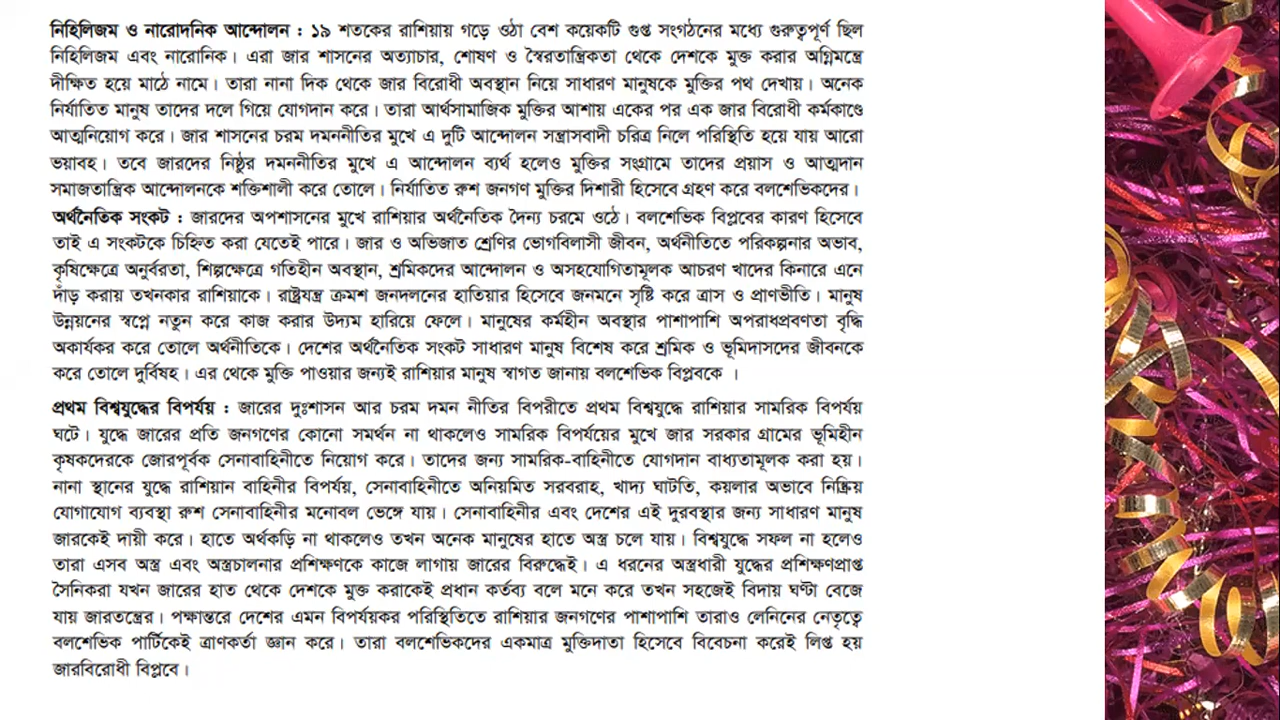 নিহিলিজম ও নারোদনিক আন্দোলন : ১৯ শতকের রাশিয়ায় গড়ে ওঠা বেশ কয়েকটি গুপ্ত সংগঠনের মধ্যে গুরুত্বপূর্ণ ছিল
নিহিলিজম এবং নারোনিক। এরা জার শাসনের অত্যাচার, শোষণ ও স্বৈরতান্ত্রিকতা থেকে দেশকে মুক্ত করার অগ্নিমন্ত্রে
দীক্ষিত হয়ে মাঠে নামে। তারা নানা দিক থেকে জার বিরোধী অবস্থান নিয়ে সাধারণ মানুষকে মুক্তির পথ দেখায়। অনেক
নির্যাতিত মানুষ তাদের দলে গিয়ে যোগদান করে। তারা আর্থসামাজিক মুক্তির আশায় একের পর এক জার বিরোধী কর্মকাণ্ডে
আত্মনিয়োগ করে। জার শাসনের চরম দমননীতির মুখে এ দুটি আন্দোলন সন্ত্রাসবাদী চরিত্র নিলে পরিস্থিতি হয়ে যায় আরো
ভয়াবহ। তবে জারদের নিষ্ঠুর দমননীতির মুখে এ আন্দোলন ব্যর্থ হলেও মুক্তির সংগ্রামে তাদের প্রয়াস ও আত্মদান
সমাজতান্ত্রিক আন্দোলনকে শক্তিশালী করে তোলে। নির্যাতিত রুশ জনগণ মুক্তির দিশারী হিসেবে গ্রহণ করে বলশেভিকদের।
অর্থনৈতিক সংকট : জারদের অপশাসনের মুখে রাশিয়ার অর্থনৈতিক দৈন্য চরমে ওঠে। বলশেভিক বিপ্লবের কারণ হিসেবে
তাই এ সংকটকে চিহ্নিত করা যেতেই পারে। জার ও অভিজাত শ্রেণির ভোগবিলাসী জীবন, অর্থনীতিতে পরিকল্পনার অভাব,
কৃষিক্ষেত্রে অনুর্বরতা, শিল্পক্ষেত্রে গতিহীন অবস্থান, শ্রমিকদের আন্দোলন ও অসহযোগিতামূলক আচরণ খাদের কিনারে এনে
দাঁড় করায় তখনকার রাশিয়াকে। রাষ্ট্রযন্ত্র ক্রমশ জনদলনের হাতিয়ার হিসেবে জনমনে সৃষ্টি করে ত্রাস ও প্রাণভীতি। মানুষ
উন্নয়নের স্বপ্নে নতুন করে কাজ করার উদ্যম হারিয়ে ফেলে। মানুষের কর্মহীন অবস্থার পাশাপাশি অপরাধপ্রবণতা বৃদ্ধি
অকার্যকর করে তোলে অর্থনীতিকে। দেশের অর্থনৈতিক সংকট সাধারণ মানুষ বিশেষ করে শ্রমিক ও ভূমিদাসদের জীবনকে
করে তোলে দুর্বিষহ। এর থেকে মুক্তি পাওয়ার জন্যই রাশিয়ার মানুষ স্বাগত জানায় বলশেভিক বিপ্লবকে ।
প্রথম বিশ্বযুদ্ধের বিপর্যয় : জারের দুঃশাসন আর চরম দমন নীতির বিপরীতে প্রথম বিশ্বযুদ্ধে রাশিয়ার সামরিক বিপর্যয়
ঘটে। যুদ্ধে জারের প্রতি জনগণের কোনো সমর্থন না থাকলেও সামরিক বিপর্যয়ের মুখে জার সরকার গ্রামের ভূমিহীন
কৃষকদেরকে জোরপূর্বক সেনাবাহিনীতে নিয়োগ করে। তাদের জন্য সামরিক-বাহিনীতে যোগদান বাধ্যতামূলক করা হয়।
নানা স্থানের যুদ্ধে রাশিয়ান বাহিনীর বিপর্যয়, সেনাবাহিনীতে অনিয়মিত সরবরাহ, খাদ্য ঘাটতি, কয়লার অভাবে নিষ্ক্রিয়
যোগাযোগ ব্যবস্থা রুশ সেনাবাহিনীর মনোবল ভেঙ্গে যায়। সেনাবাহিনীর এবং দেশের এই দুরবস্থার জন্য সাধারণ মানুষ
জারকেই দায়ী করে। হাতে অর্থকড়ি না থাকলেও তখন অনেক মানুষের হাতে অস্ত্র চলে যায়। বিশ্বযুদ্ধে সফল না হলেও
তারা এসব অস্ত্র এবং অস্ত্রচালনার প্রশিক্ষণকে কাজে লাগায় জারের বিরুদ্ধেই। এ ধরনের অস্ত্রধারী যুদ্ধের প্রশিক্ষণপ্রাপ্ত
সৈনিকরা যখন জারের হাত থেকে দেশকে মুক্ত করাকেই প্রধান কর্তব্য বলে মনে করে তখন সহজেই বিদায় ঘণ্টা বেজে
যায় জারতন্ত্রের। পক্ষান্তরে দেশের এমন বিপর্যয়কর পরিস্থিতিতে রাশিয়ার জনগণের পাশাপাশি তারাও লেনিনের নেতৃত্বে
বলশেভিক পার্টিকেই ত্রাণকর্তা জ্ঞান করে। তারা বলশেভিকদের একমাত্র মুক্তিদাতা হিসেবে বিবেচনা করেই লিপ্ত হয়
জারবিরোধী বিপ্লবে।